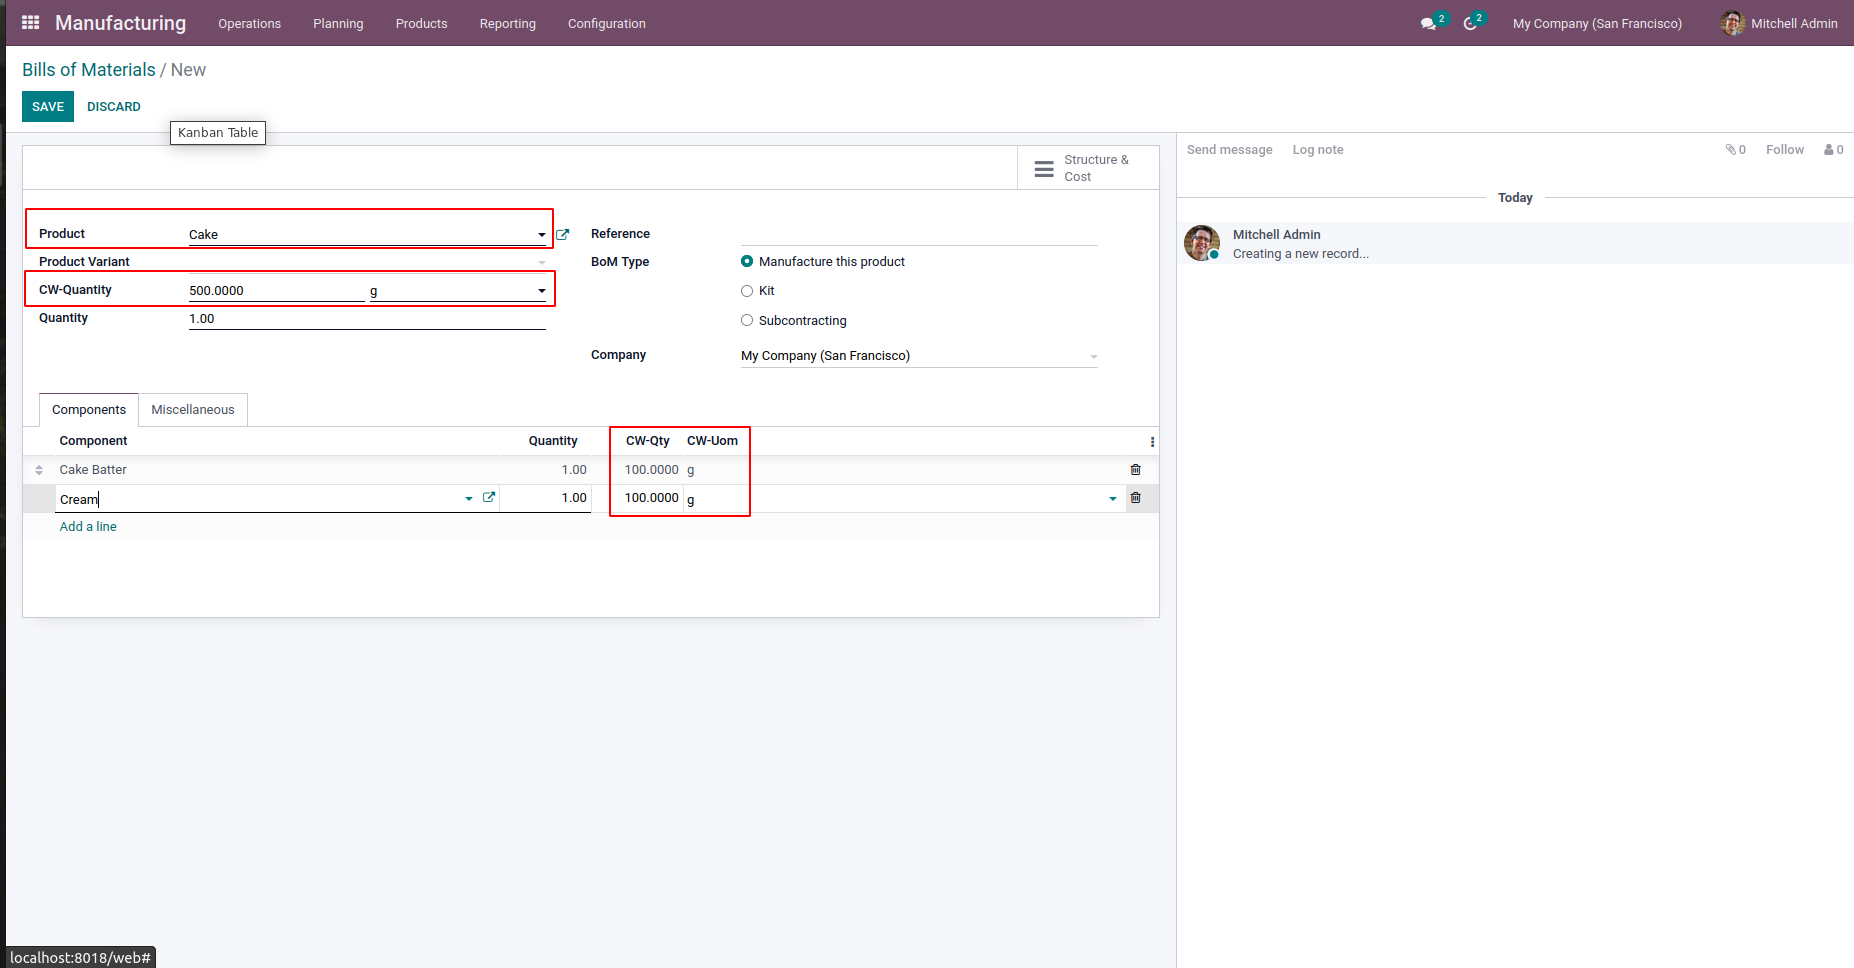 Manufacturing Operations Planning Products Reporting Configuration 2 2 My Company (San Francisco) Mitchell Admin
Bills of Materials / New
SAVE DISCARD
Kanban Table
Structure &
Cost
Send message Log note 0 Follow 0
Today
Mitchell Admin
Creating a new record...
Product Cake
Reference
Product Variant
BoM Type Manufacture this product
CW-Quantity 500.0000 g
Kit
Quantity 1.00
Subcontracting
Company My Company (San Francisco)
Components Miscellaneous
Component Quantity CW-Qty CW-Uom
Cake Batter 1.00 100.0000 g
Cream 1.00 100.0000 g
Add a line
localhost:8018/web#